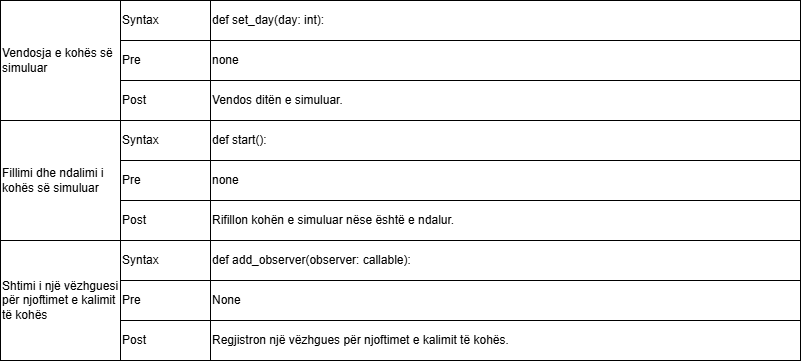 Vendosja e kohës së
simuluar
Syntax
def set_day(day: int):
Pre
none
Post
Vendos ditën e simuluar.
Fillimi dhe ndalimi i
kohës së simuluar
Syntax
def start():
Pre
none
Post
Rifillon kohën e simuluar nëse është e ndalur.
Shtimi i një vëzhguesi
për njoftimet e kalimit
të kohës
Syntax
def add_observer(observer: callable):
Pre
None
Post
Regjistron një vëzhgues për njoftimet e kalimit të kohës.